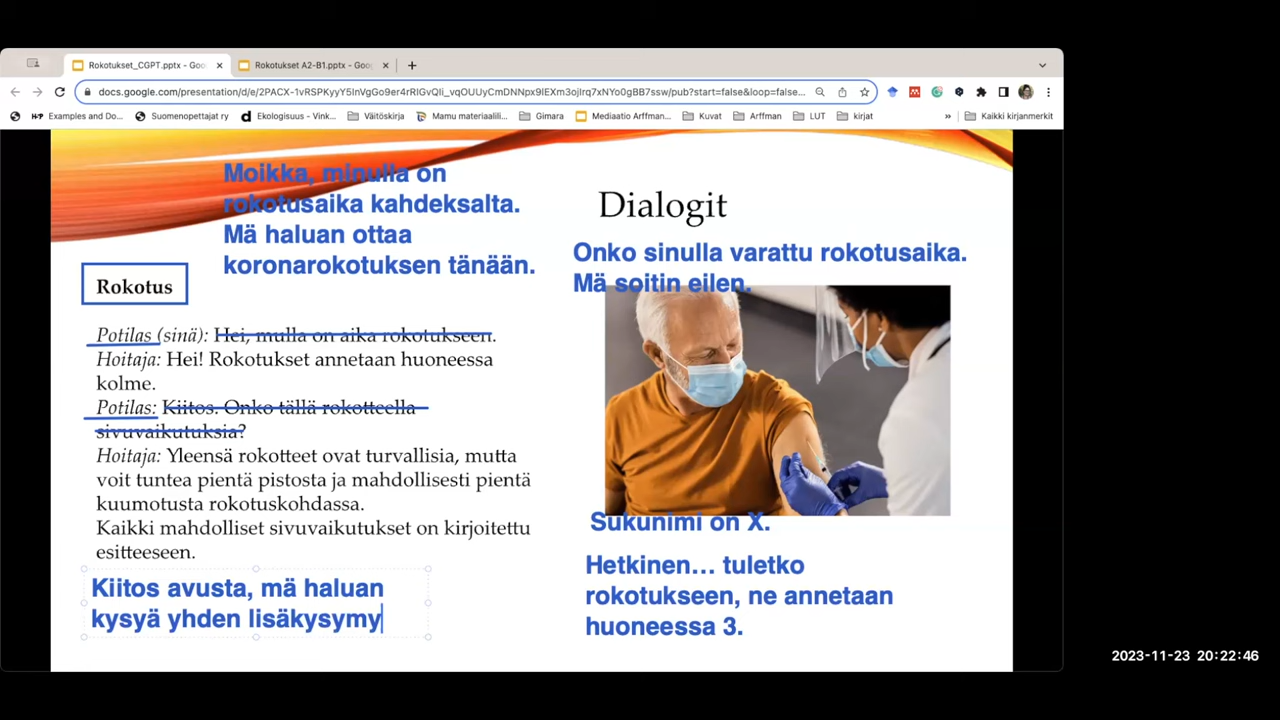 Rokotukset_CGPT.pptx - Goo
Rokotukset A2-B1.pptx - Goog
docs.google.com/presentation/d/e/2PACX-1vRSPKyyY5InVgGo9er4rRIGvQIi_vqOUUyCmDNNpx9lEXm3ojIrq7xNYo0gBB7ssw/pub?start=false&loop=false...
Examples and Do...
Suomenopettajat ry
Ekologisuus - Vink...
Väitöskirja
Mamu materiaalili...
Gimara
Mediaatio Arffman...
Kuvat
Arffman
LUT
kirjat
»
Kaikki kirjanmerkit
Moikka, minulla on
rokotusaika kahdeksalta.
Mä haluan ottaa
koronarokotuksen tänään.
Dialogit
Onko sinulla varattu rokotusaika.
Mä soitin eilen.
Rokotus
Potilas (sinä): Hei, mulla on aika rokotukseen.
Hoitaja: Hei! Rokotukset annetaan huoneessa
kolme.
Potilas: Kiitos. Onko tällä rokotteella
sivuvaikutuksia?
Hoitaja: Yleensä rokotteet ovat turvallisia, mutta
voit tuntea pientä pistosta ja mahdollisesti pientä
kuumotusta rokotuskohdassa.
Kaikki mahdolliset sivuvaikutukset on kirjoitettu
esitteeseen.
Kiitos avusta, mä haluan
kysyä yhden lisäkysymy
Sukunimi on X.
Hetkinen... tuletko
rokotukseen, ne annetaan
huoneessa 3.
2023-11-23 20:22:46